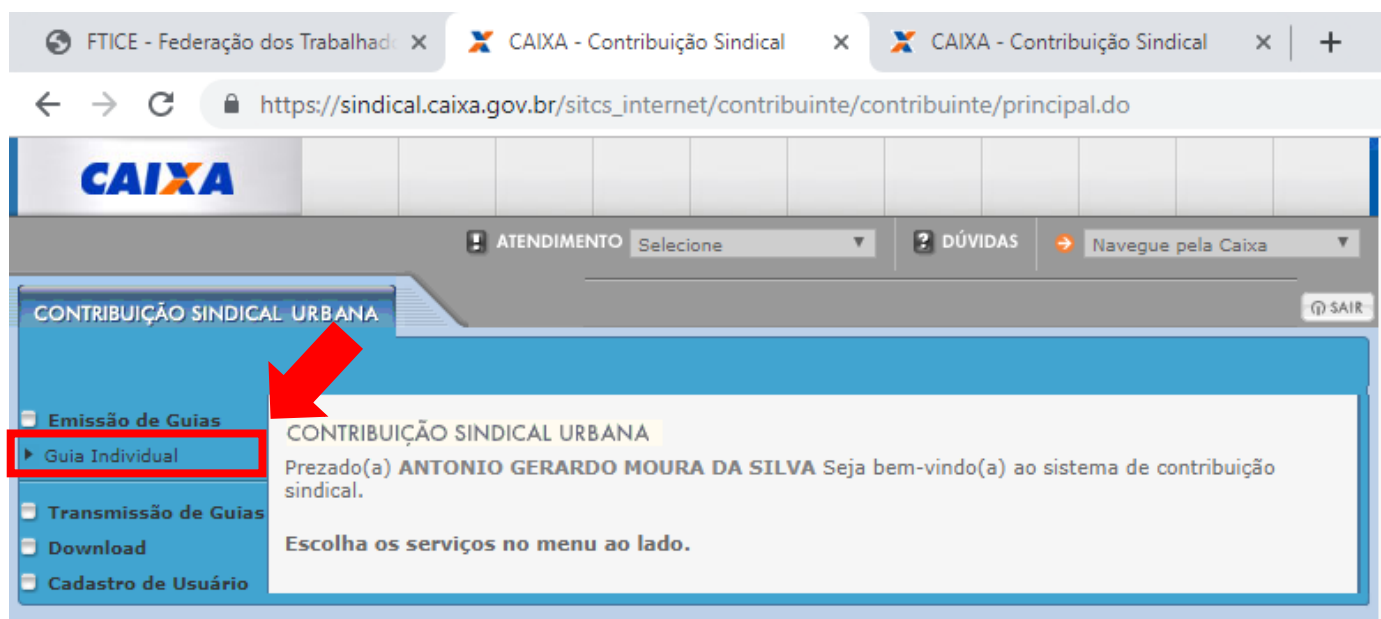 FTICE - Federação dos Trabalhado
CAIXA - Contribuição Sindical
CAIXA - Contribuição Sindical
https://sindical.caixa.gov.br/sitcs_internet/contribuinte/contribuinte/principal.do
CAIXA
ATENDIMENTO Selecione DÚVIDAS Navegue pela Caixa
CONTRIBUIÇÃO SINDICAL URBANA
SAIR
Emissão de Guias
Guia Individual
Transmissão de Guias
Download
Cadastro de Usuário
CONTRIBUIÇÃO SINDICAL URBANA
Prezado(a) ANTONIO GERARDO MOURA DA SILVA Seja bem-vindo(a) ao sistema de contribuição
sindical.
Escolha os serviços no menu ao lado.